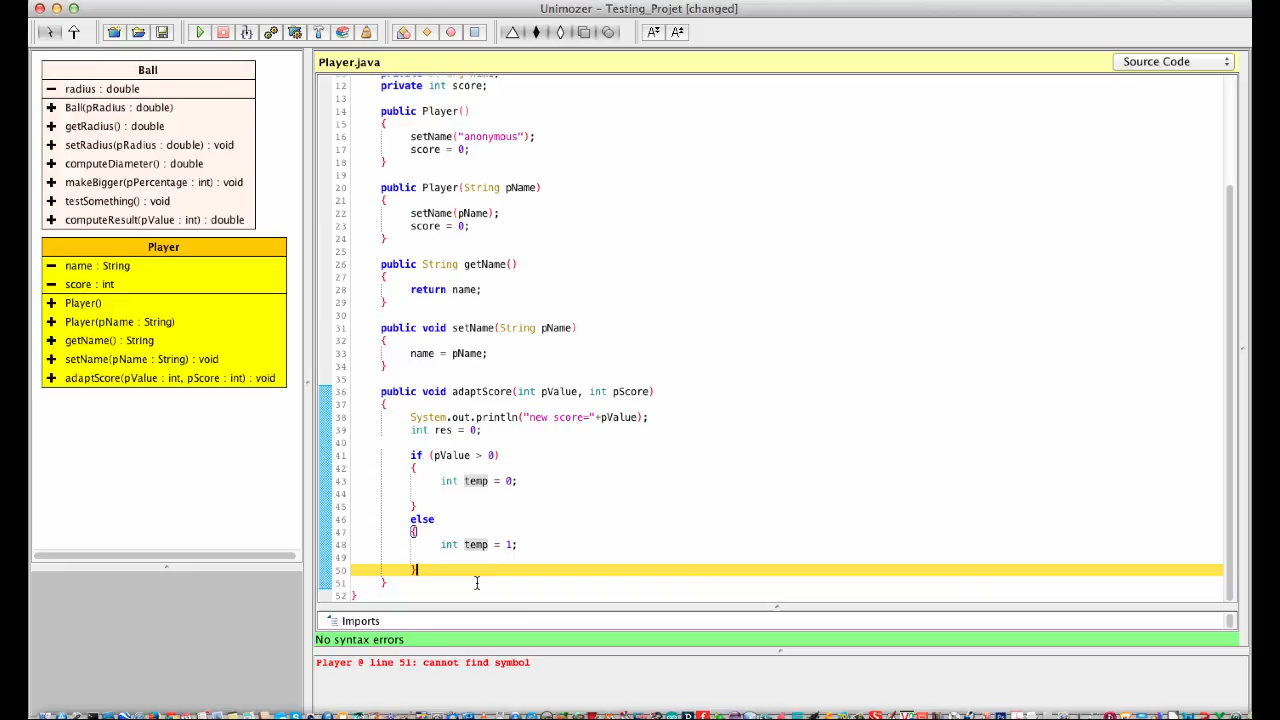 Unimozer - Testing_Projet [changed]
Ball
radius : double
Ball(pRadius : double)
getRadius() : double
setRadius(pRadius : double) : void
computeDiameter() : double
makeBigger(pPercentage : int) : void
testSomething() : void
computeResult(pValue : int) : double
Player
name : String
score : int
Player()
Player(pName : String)
getName() : String
setName(pName : String) : void
adaptScore(pValue : int, pScore : int) : void
Player.java
Source Code
12 private int score;
13
14 public Player()
15 {
16 setName("anonymous");
17 score = 0;
18 }
19
20 public Player(String pName)
21 {
22 setName(pName);
23 score = 0;
24 }
25
26 public String getName()
27 {
28 return name;
29 }
30
31 public void setName(String pName)
32 {
33 name = pName;
34 }
35
36 public void adaptScore(int pValue, int pScore)
37 {
38 System.out.println("new score="+pValue);
39 int res = 0;
40
41 if (pValue > 0)
42 {
43 int temp = 0;
44
45 }
46 else
47 {
48 int temp = 1;
49
50 }
51 }
52 }
Imports
No syntax errors
Player @ line 51: cannot find symbol